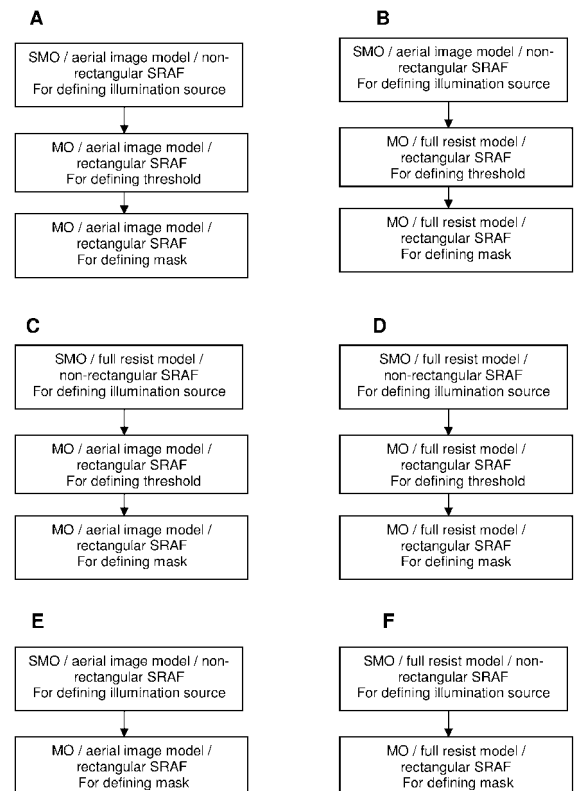 A
SMO / aerial image model / non-
rectangular SRAF
For defining illumination source
MO / aerial image model /
rectangular SRAF
For defining threshold
MO / aerial image model /
rectangular SRAF
For defining mask
B
SMO / aerial image model / non-
rectangular SRAF
For defining illumination source
MO / full resist model /
rectangular SRAF
For defining threshold
MO / full resist model /
rectangular SRAF
For defining mask
C
SMO / full resist model /
non-rectangular SRAF
For defining illumination source
MO / aerial image model /
rectangular SRAF
For defining threshold
MO / aerial image model /
rectangular SRAF
For defining mask
D
SMO / full resist model /
non-rectangular SRAF
For defining illumination source
MO / full resist model /
rectangular SRAF
For defining threshold
MO / full resist model /
rectangular SRAF
For defining mask
E
SMO / aerial image model / non-
rectangular SRAF
For defining illumination source
MO / aerial image model /
rectangular SRAF
For defining mask
F
SMO / full resist model / non-
rectangular SRAF
For defining illumination source
MO / full resist model /
rectangular SRAF
For defining mask